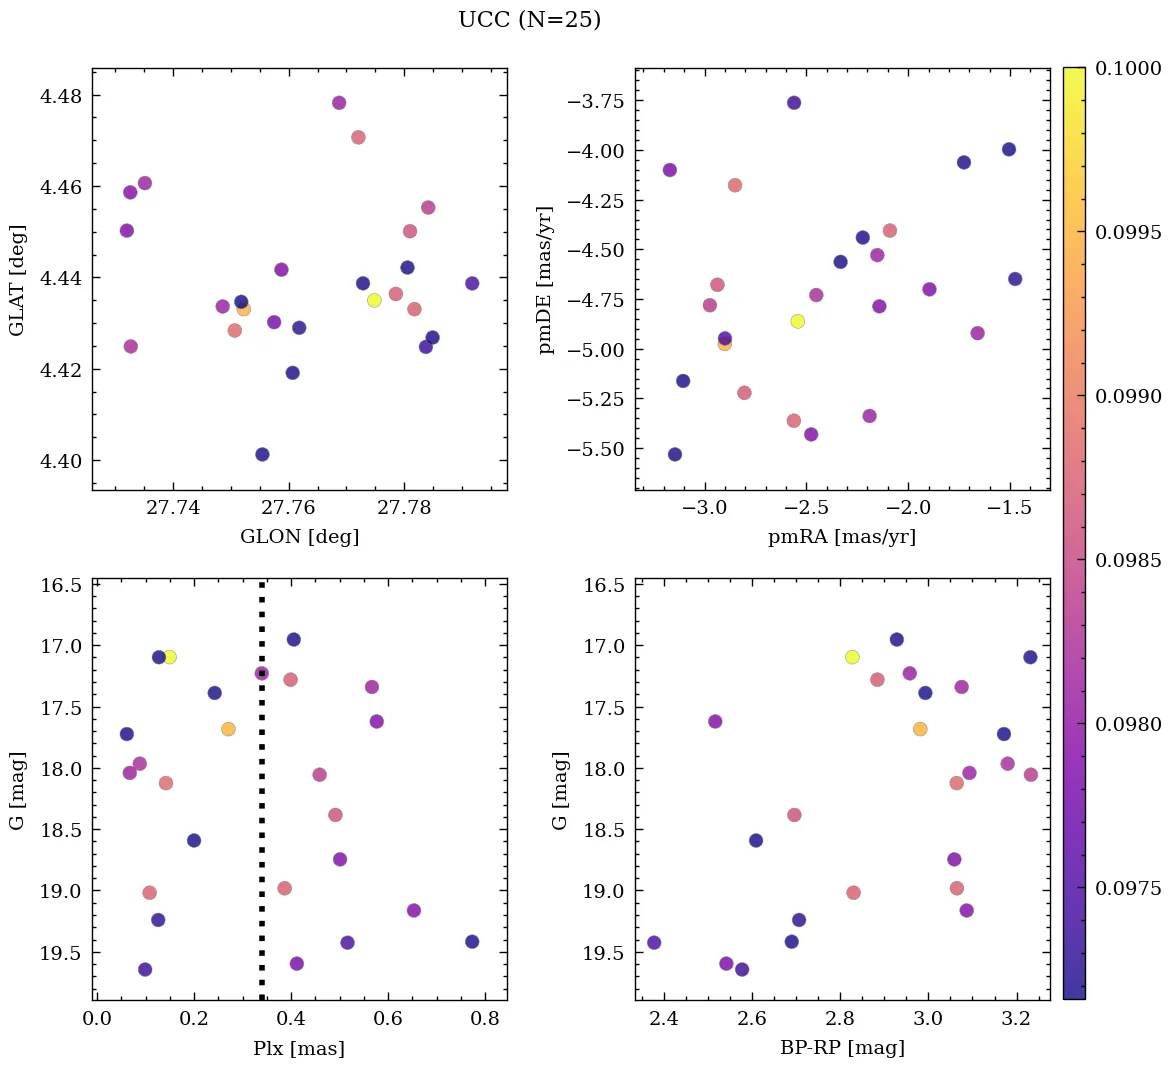 UCC (N=25)
4.48
4.46
4.44
4.42
4.40
GLAT [deg]
27.74 27.76 27.78
GLON [deg]
−3.75
−4.00
−4.25
−4.50
−4.75
−5.00
−5.25
−5.50
pmDE [mas/yr]
−3.0 −2.5 −2.0 −1.5
pmRA [mas/yr]
16.5
17.0
17.5
18.0
18.5
19.0
19.5
G [mag]
0.0 0.2 0.4 0.6 0.8
Plx [mas]
16.5
17.0
17.5
18.0
18.5
19.0
19.5
G [mag]
2.4 2.6 2.8 3.0 3.2
BP-RP [mag]
0.1000
0.0995
0.0990
0.0985
0.0980
0.0975